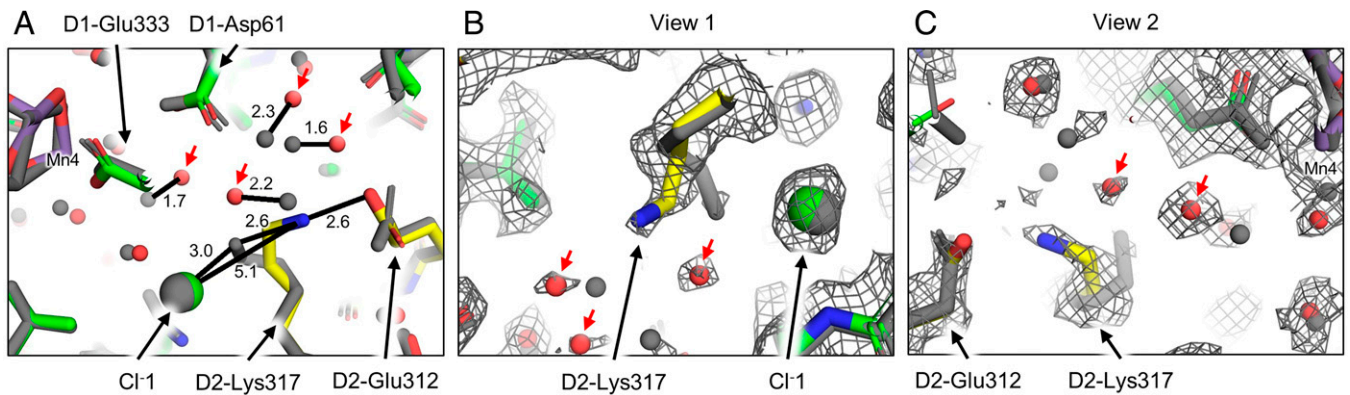 A
D1-Glu333
D1-Asp61
2.3
1.6
Mn4
1.7
2.2
2.6
2.6
3.0
5.1
Cl⁻1
D2-Lys317
D2-Glu312
B
View 1
D2-Lys317
Cl⁻1
C
View 2
Mn4
D2-Glu312
D2-Lys317